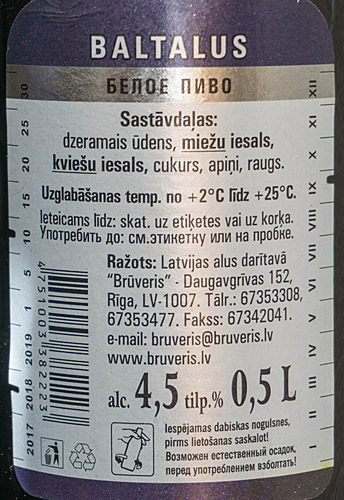 BALTALUS
БЕЛОЕ ПИВО
Sastāvdaļas:
dzeramais ūdens, miežu iesals,
kviešu iesals, cukurs, apiņi, raugs.
Uzglabāšanas temp. no +2°C līdz +25°C.
Ieteicams līdz: skat. uz etiķetes vai uz korķa.
Употребить до: см.этикетку или на пробке.
Ražots: Latvijas alus darītavā
"Brūveris" - Daugavgrīvas 152,
Rīga, LV-1007. Tālr.: 67353308,
67353477. Fakss: 67342041.
e-mail: bruveris@bruveris.lv
www.bruveris.lv
alc. 4,5 tilp.% 0,5 L
Iespējamas dabiskas nogulsnes,
pirms lietošanas saskalot!
Возможен естественный осадок,
перед употреблением взболтать!
4751003382223
2017 2018 2019 1 5 10 15 20 25 30
I II III IV V VI VII VIII IX X XI XII